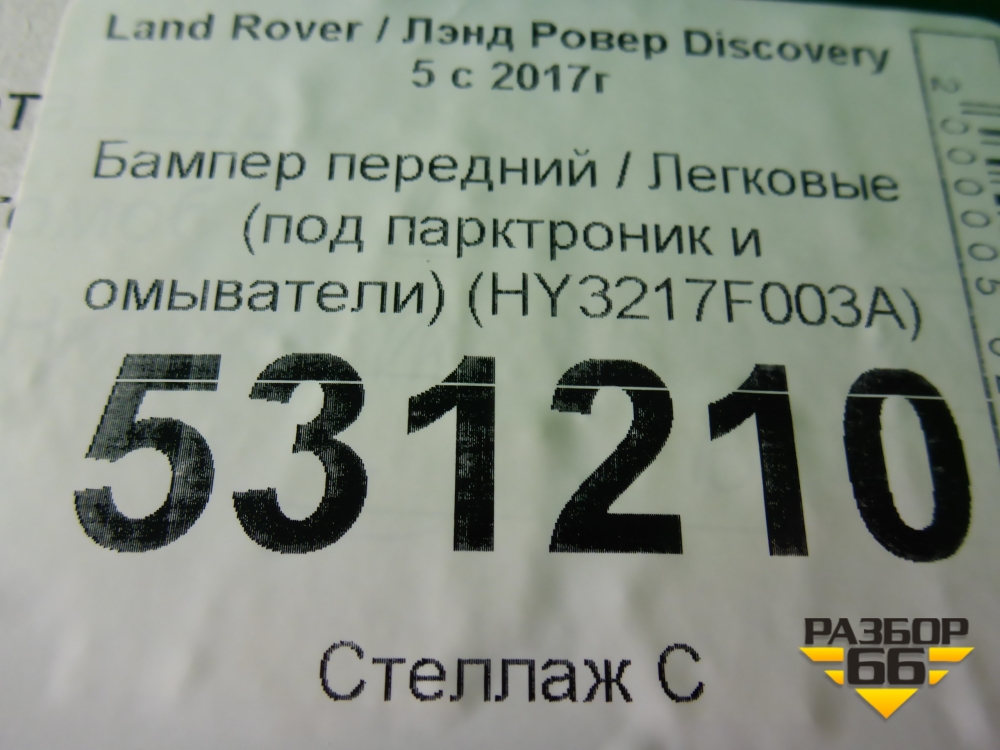 Land Rover / Лэнд Ровер Discovery
5 с 2017г
Бампер передний / Легковые
(под парктроник и
омыватели) (HY3217F003A)
531210
Стеллаж С
РАЗБОР
66